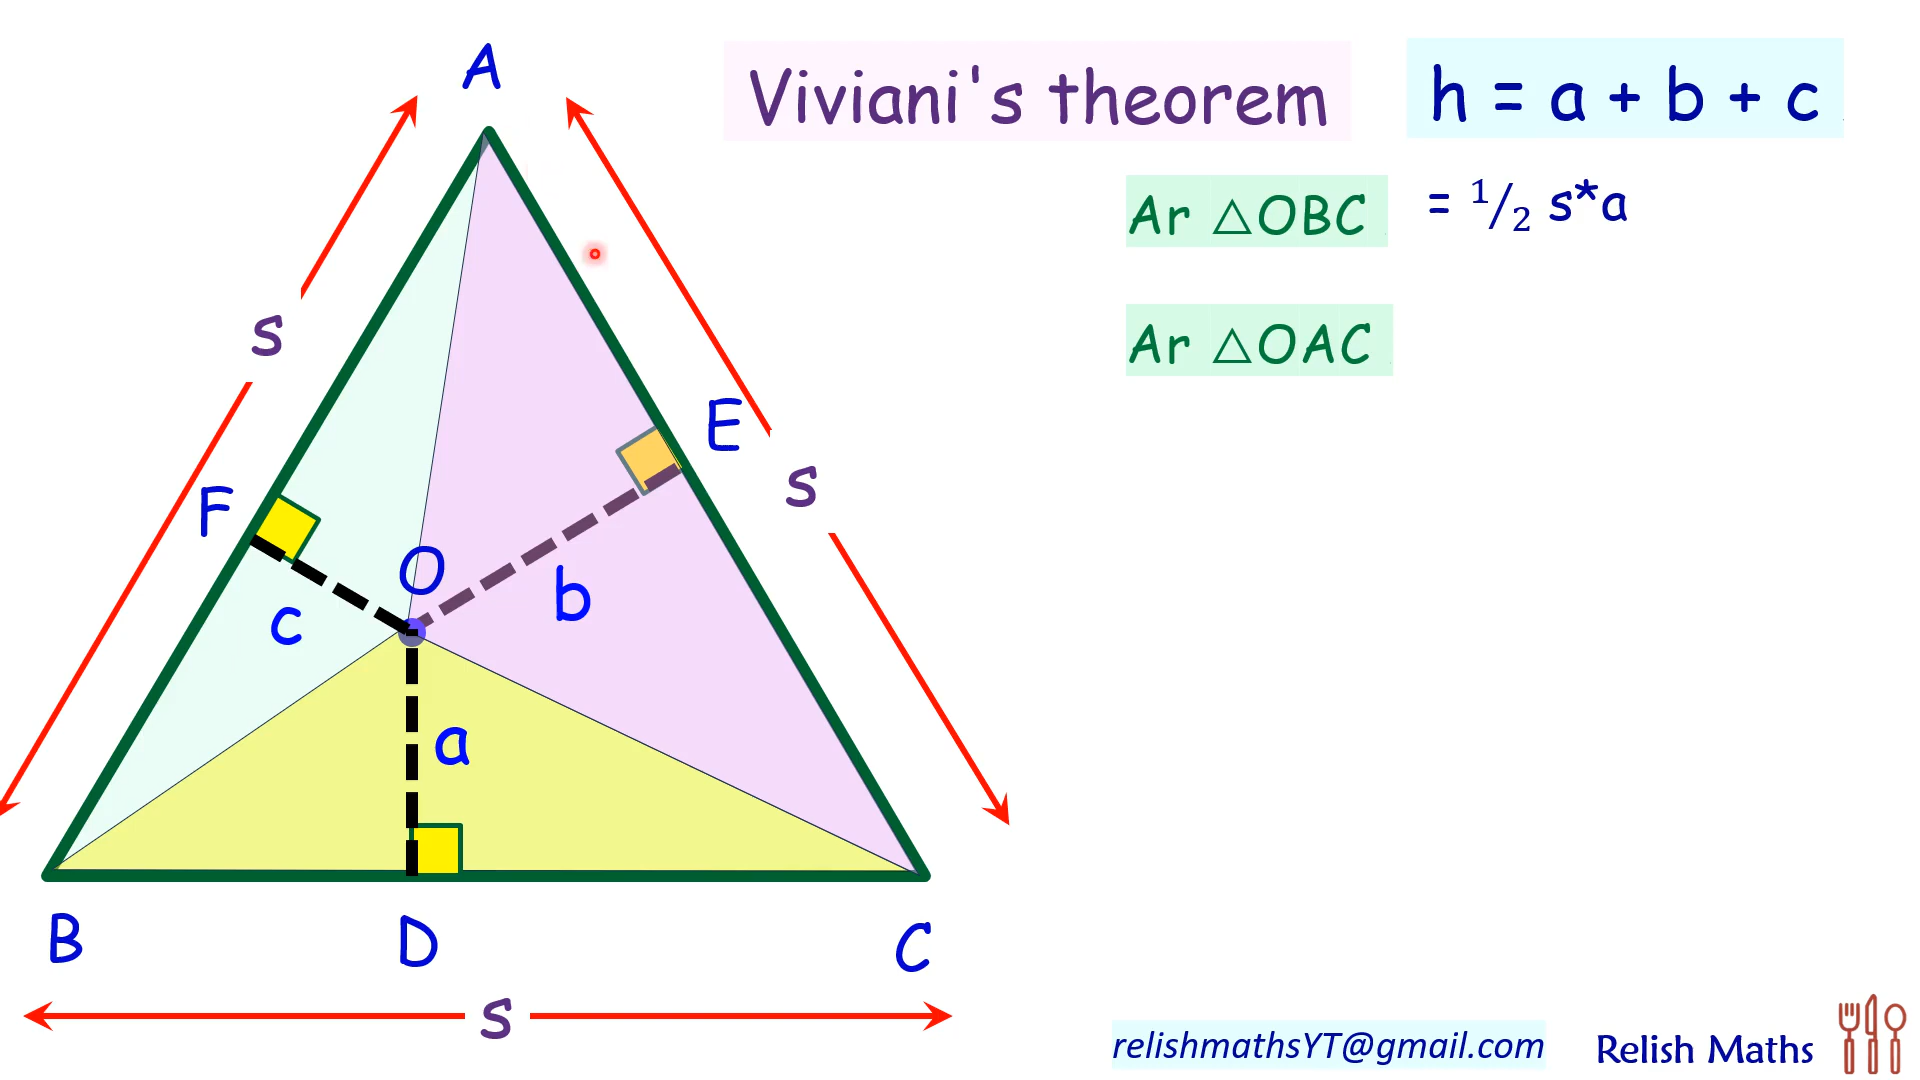 A
Viviani's theorem
h = a + b + c
Ar △OBC = ¹⁄₂ s*a
s
Ar △OAC
E
s
F
O
b
c
a
B
D
C
s
relishmathsYT@gmail.com
Relish Maths